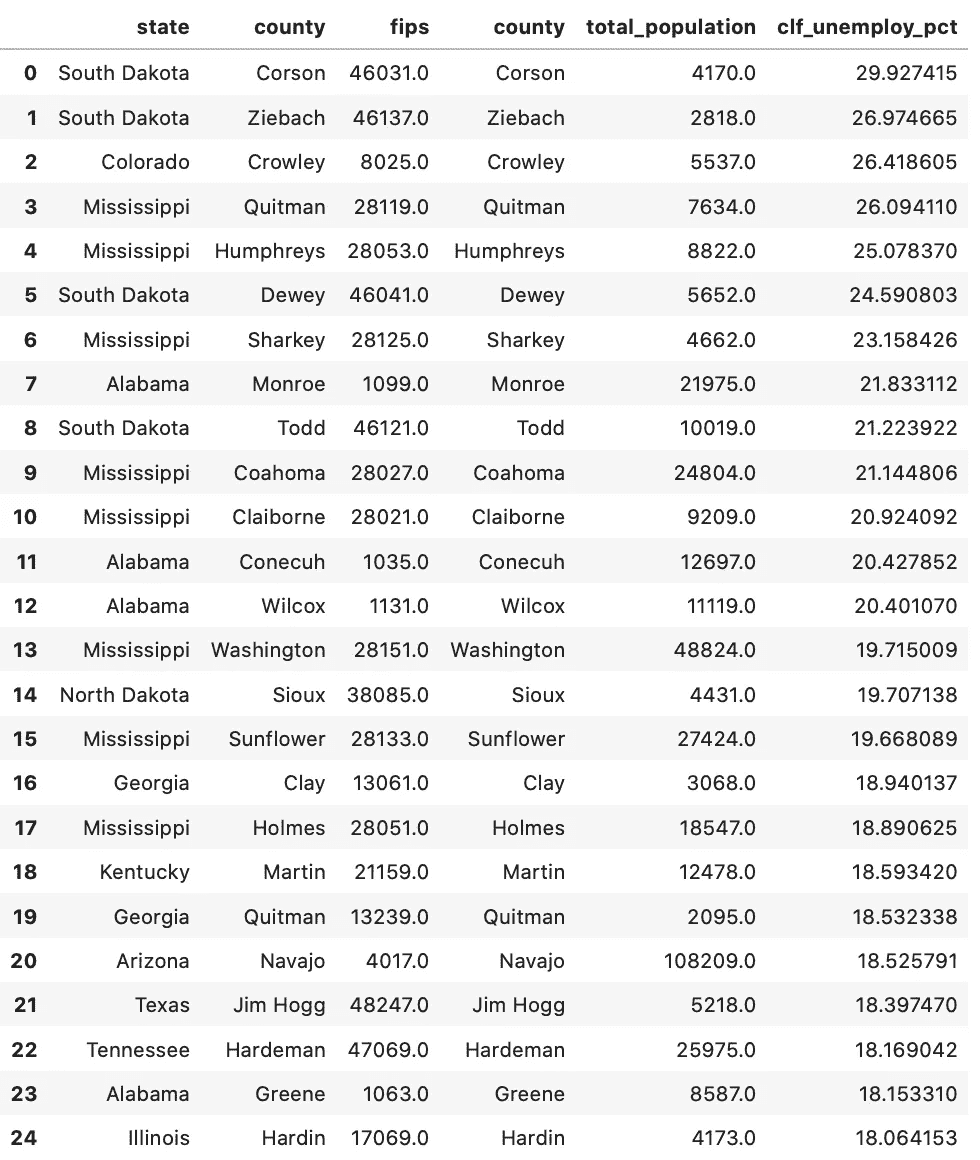 state county fips county total_population clf_unemploy_pct
0 South Dakota Corson 46031.0 Corson 4170.0 29.927415
1 South Dakota Ziebach 46137.0 Ziebach 2818.0 26.974665
2 Colorado Crowley 8025.0 Crowley 5537.0 26.418605
3 Mississippi Quitman 28119.0 Quitman 7634.0 26.094110
4 Mississippi Humphreys 28053.0 Humphreys 8822.0 25.078370
5 South Dakota Dewey 46041.0 Dewey 5652.0 24.590803
6 Mississippi Sharkey 28125.0 Sharkey 4662.0 23.158426
7 Alabama Monroe 1099.0 Monroe 21975.0 21.833112
8 South Dakota Todd 46121.0 Todd 10019.0 21.223922
9 Mississippi Coahoma 28027.0 Coahoma 24804.0 21.144806
10 Mississippi Claiborne 28021.0 Claiborne 9209.0 20.924092
11 Alabama Conecuh 1035.0 Conecuh 12697.0 20.427852
12 Alabama Wilcox 1131.0 Wilcox 11119.0 20.401070
13 Mississippi Washington 28151.0 Washington 48824.0 19.715009
14 North Dakota Sioux 38085.0 Sioux 4431.0 19.707138
15 Mississippi Sunflower 28133.0 Sunflower 27424.0 19.668089
16 Georgia Clay 13061.0 Clay 3068.0 18.940137
17 Mississippi Holmes 28051.0 Holmes 18547.0 18.890625
18 Kentucky Martin 21159.0 Martin 12478.0 18.593420
19 Georgia Quitman 13239.0 Quitman 2095.0 18.532338
20 Arizona Navajo 4017.0 Navajo 108209.0 18.525791
21 Texas Jim Hogg 48247.0 Jim Hogg 5218.0 18.397470
22 Tennessee Hardeman 47069.0 Hardeman 25975.0 18.169042
23 Alabama Greene 1063.0 Greene 8587.0 18.153310
24 Illinois Hardin 17069.0 Hardin 4173.0 18.064153